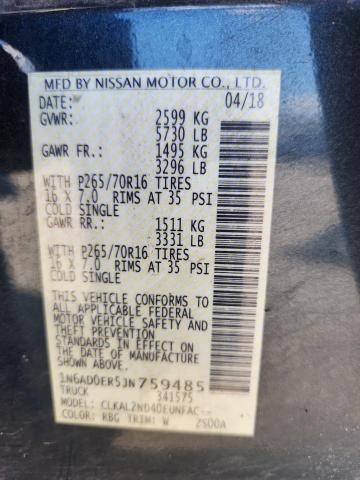 MFD BY NISSAN MOTOR CO., LTD.
DATE: 04/18
GVWR: 2599 KG
5730 LB
GAWR FR.: 1495 KG
3296 LB
WITH P265/70R16 TIRES
16 X 7.0 RIMS AT 35 PSI
COLD SINGLE
GAWR RR.: 1511 KG
3331 LB
WITH P265/70R16 TIRES
16 X 7.0 RIMS AT 35 PSI
COLD SINGLE
THIS VEHICLE CONFORMS TO
ALL APPLICABLE FEDERAL
MOTOR VEHICLE SAFETY AND
THEFT PREVENTION
STANDARDS IN EFFECT ON
THE DATE OF MANUFACTURE
SHOWN ABOVE.
1N6AD0ER5JN759485
TRUCK 341575
MODEL: CLKAL2ND40EUNFAC--
COLOR: RBG TRIM: W 2500A